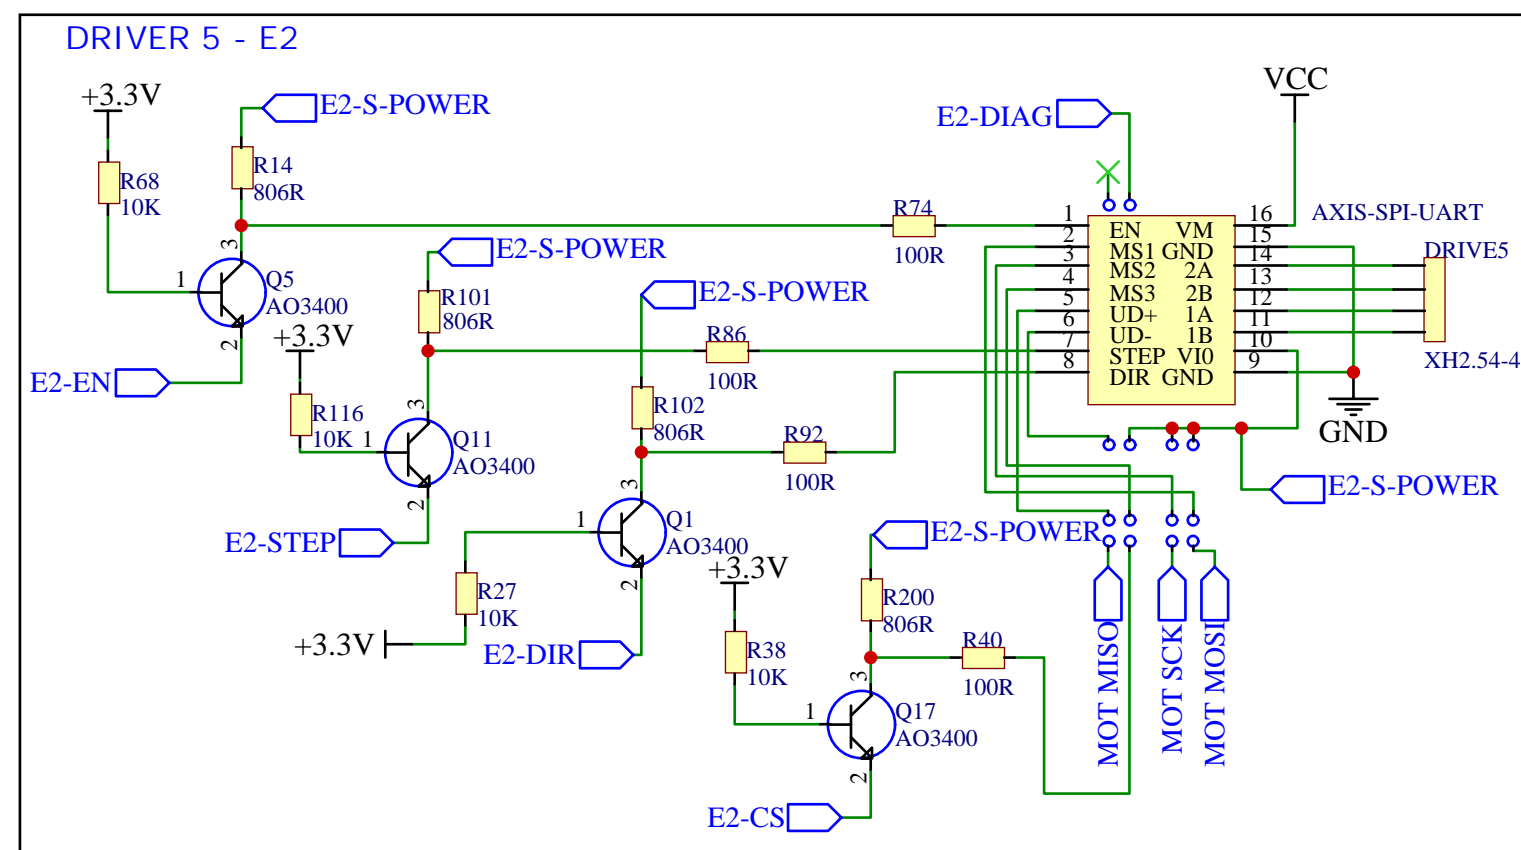 DRIVER 5 - E2
+3.3V
E2-S-POWER
R68
10K
R14
806R
3
1
Q5
AO3400
2
E2-EN
+3.3V
E2-S-POWER
R101
806R
R116
10K
3
1
Q11
AO3400
2
E2-STEP
E2-S-POWER
R102
806R
3
1
Q1
AO3400
2
R27
10K
+3.3V
E2-DIR
R74
100R
R86
100R
R92
100R
+3.3V
R38
10K
E2-S-POWER
R200
806R
R40
100R
3
1
Q17
AO3400
2
E2-CS
E2-DIAG
VCC
AXIS-SPI-UART
1 EN VM 16
2 MS1 GND 15
3 MS2 2A 14
4 MS3 2B 13
5 UD+ 1A 12
6 UD- 1B 11
7 STEP VI0 10
8 DIR GND 9
DRIVE5
XH2.54-4
GND
E2-S-POWER
MOT MISO
MOT SCK
MOT MOSI